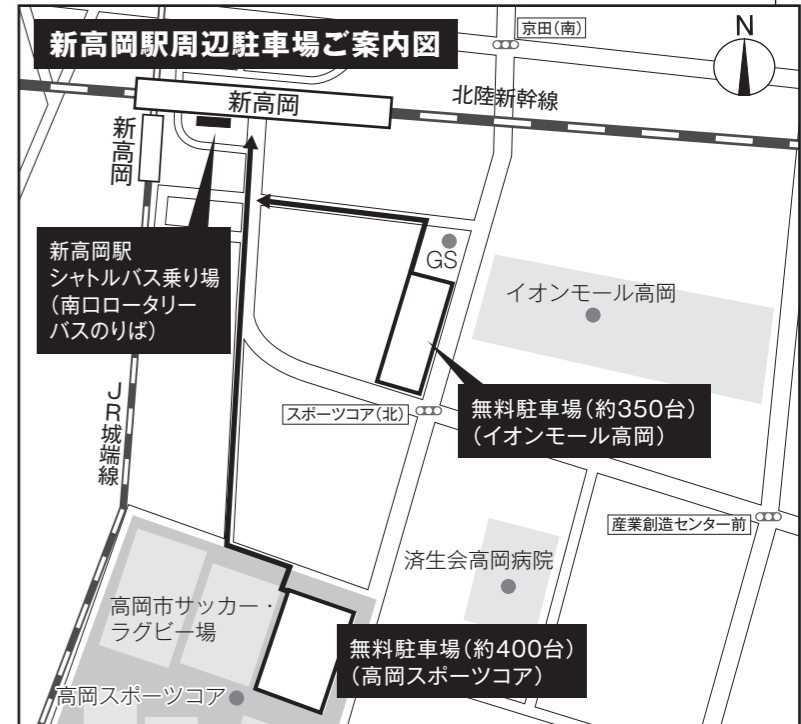 新高岡駅周辺駐車場ご案内図
京田(南)
N
新高岡
北陸新幹線
新高岡
新高岡駅
シャトルバス乗り場
(南口ロータリー
バスのりば)
GS
イオンモール高岡
JR城端線
スポーツコア(北)
無料駐車場(約350台)
(イオンモール高岡)
産業創造センター前
済生会高岡病院
高岡市サッカー・
ラグビー場
無料駐車場(約400台)
(高岡スポーツコア)
高岡スポーツコア